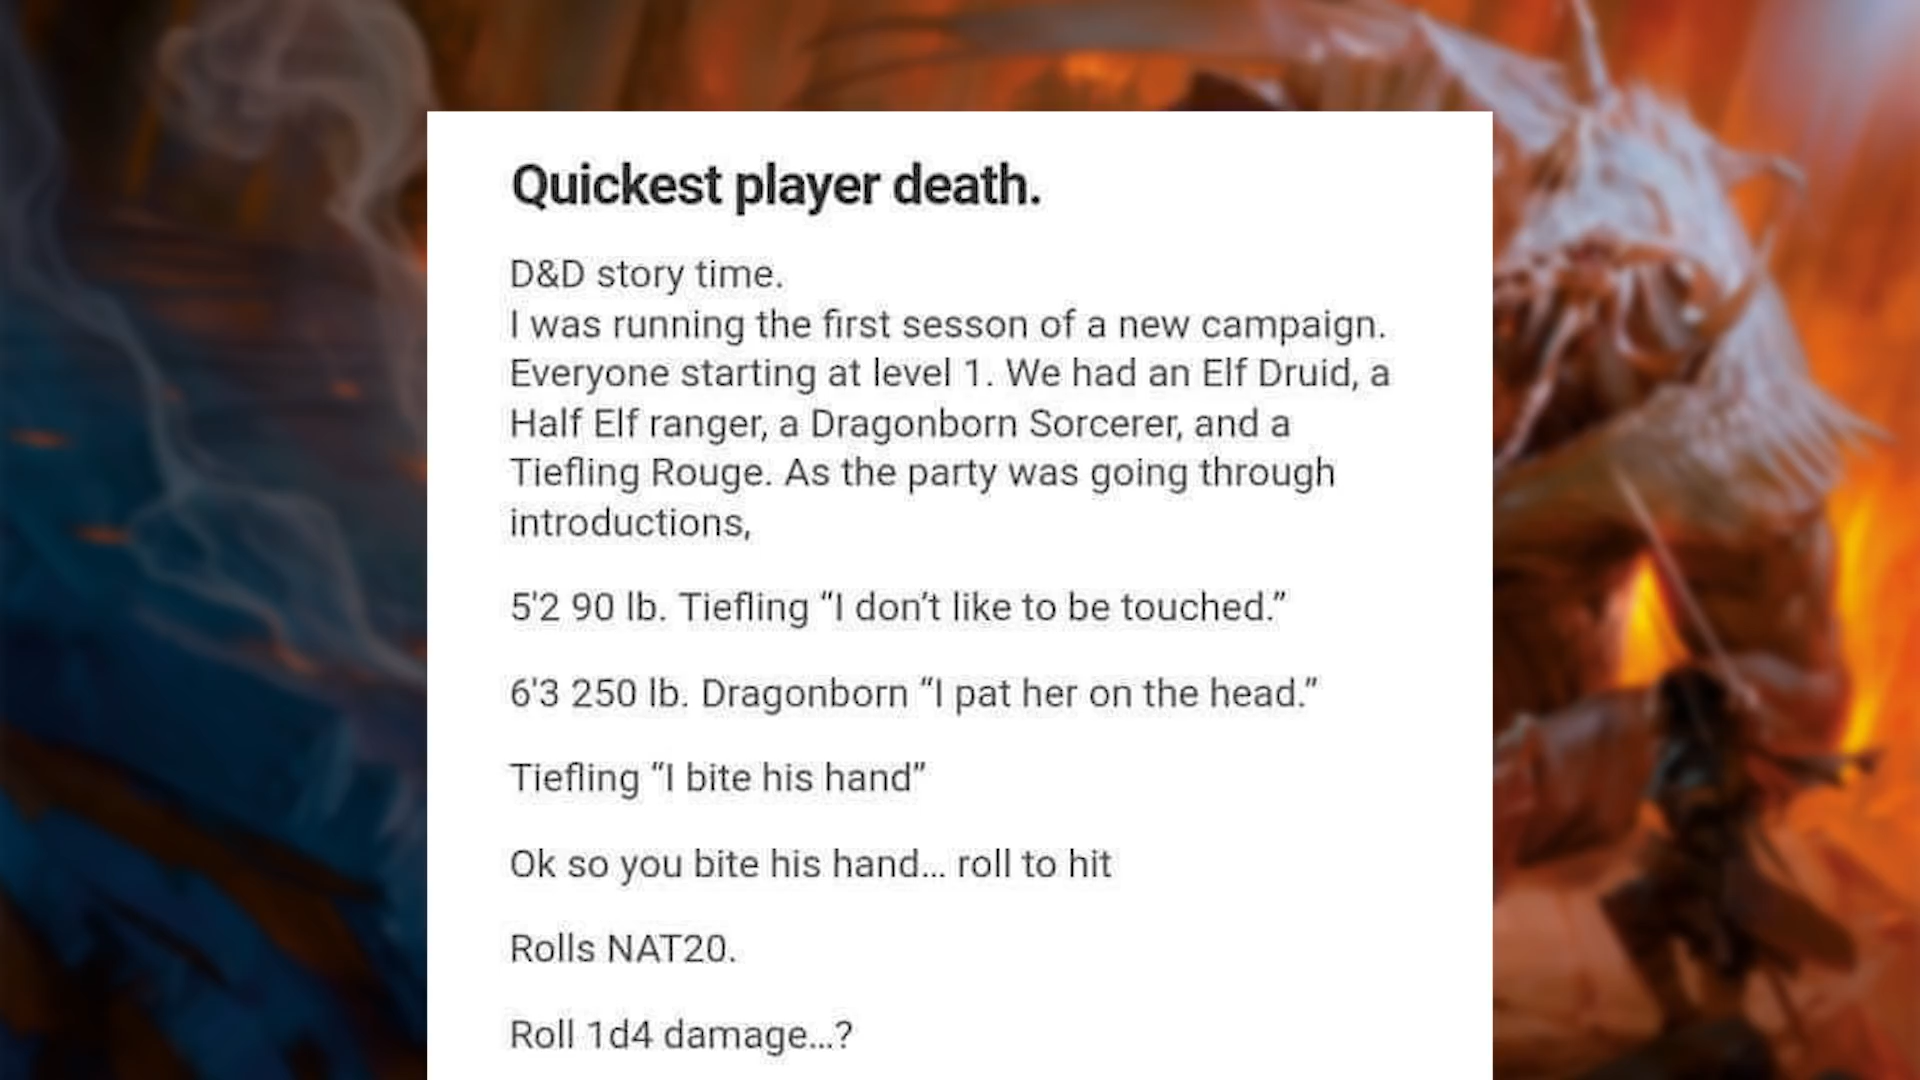 Quickest player death.
D&D story time.
I was running the first sesson of a new campaign.
Everyone starting at level 1. We had an Elf Druid, a
Half Elf ranger, a Dragonborn Sorcerer, and a
Tiefling Rouge. As the party was going through
introductions,
5'2 90 lb. Tiefling “I don’t like to be touched.”
6'3 250 lb. Dragonborn “I pat her on the head.”
Tiefling “I bite his hand”
Ok so you bite his hand... roll to hit
Rolls NAT20.
Roll 1d4 damage...?